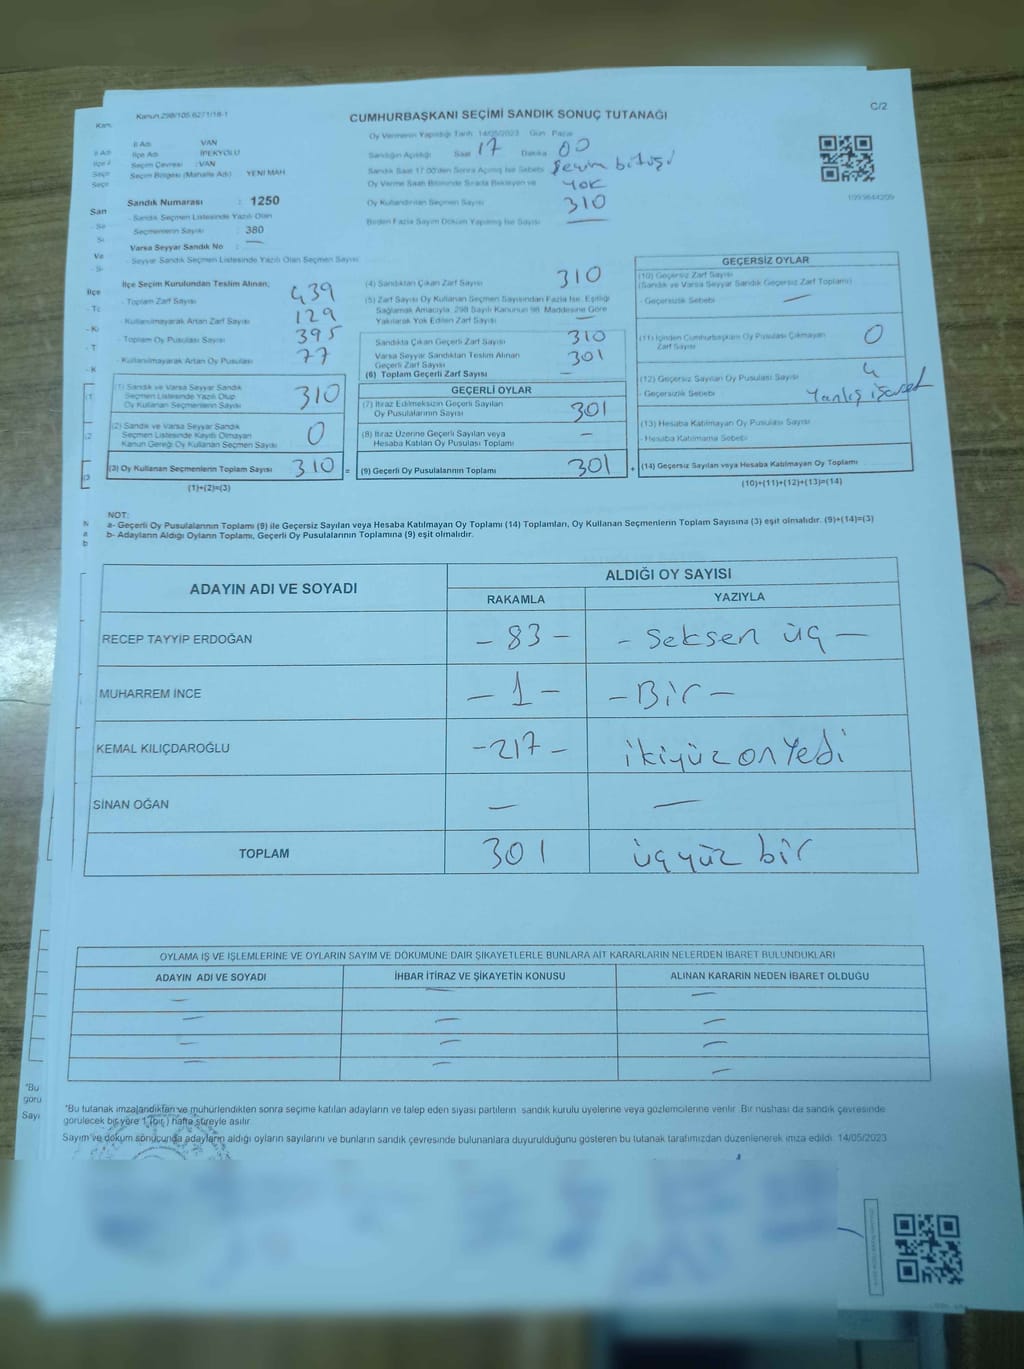 C/2
Kanun 298/105 6271/18-1
CUMHURBAŞKANI SEÇİMİ SANDIK SONUÇ TUTANAĞI
İl Adı VAN
İlçe Adı İPEKYOLU
Seçim Çevresi : VAN
Seçim Bölgesi (Mahalle Adı) YENİ MAH
Sandık Numarası : 1250
- Sandık Seçmen Listesinde Yazılı Olan
Seçmenlerin Sayısı 380
Varsa Seyyar Sandık No
- Seyyar Sandık Seçmen Listesinde Yazılı Olan Seçmen Sayısı
Oy Vermenin Yapıldığı Tarih 14/05/2023 Gün Pazar
Sandığın Açıldığı Saat 17 Dakika 00
Sandık Saat 17.00'den Sonra Açılmış İse Sebebi
Oy Verme Saati Bitiminde Sırada Bekleyen ve YOK
Oy Kullandırılan Seçmen Sayısı 310
Birden Fazla Sayım Döküm Yapılmış İse Sayısı —
1099844209
İlçe Seçim Kurulundan Teslim Alınan;
- Toplam Zarf Sayısı 439
- Kullanılmayarak Artan Zarf Sayısı 129
- Toplam Oy Pusulası Sayısı 395
- Kullanılmayarak Artan Oy Pusulası 77
(1) Sandık ve Varsa Seyyar Sandık
Seçmen Listesinde Yazılı Olup
Oy Kullanan Seçmenlerin Sayısı 310
(2) Sandık ve Varsa Seyyar Sandık
Seçmen Listesinde Kayıtlı Olmayan
Kanun Gereği Oy Kullanan Seçmen Sayısı 0
(3) Oy Kullanan Seçmenlerin Toplam Sayısı 310 =
(1)+(2)=(3)
(4) Sandıktan Çıkan Zarf Sayısı 310
(5) Zarf Sayısı Oy Kullanan Seçmen Sayısından Fazla İse, Eşitliği
Sağlamak Amacıyla, 298 Sayılı Kanunun 98. Maddesine Göre
Yakılarak Yok Edilen Zarf Sayısı —
Sandıkta Çıkan Geçerli Zarf Sayısı 310
Varsa Seyyar Sandıktan Teslim Alınan
Geçerli Zarf Sayısı 301
(6) Toplam Geçerli Zarf Sayısı —
GEÇERLİ OYLAR
(7) İtiraz Edilmeksizin Geçerli Sayılan
Oy Pusulalarının Sayısı 301
(8) İtiraz Üzerine Geçerli Sayılan veya
Hesaba Katılan Oy Pusulası Toplamı —
(9) Geçerli Oy Pusulalarının Toplamı 301 +
GEÇERSİZ OYLAR
(10) Geçersiz Zarf Sayısı
(Sandık ve Varsa Seyyar Sandık Geçersiz Zarf Toplamı)
- Geçersizlik Sebebi —
(11) İçinden Cumhurbaşkanı Oy Pusulası Çıkmayan
Zarf Sayısı 0
(12) Geçersiz Sayılan Oy Pusulası Sayısı
- Geçersizlik Sebebi Yanlış işaret
(13) Hesaba Katılmayan Oy Pusulası Sayısı
Hesaba Katılmama Sebebi
(14) Geçersiz Sayılan veya Hesaba Katılmayan Oy Toplamı
(10)+(11)+(12)+(13)=(14)
NOT:
a- Geçerli Oy Pusulalarının Toplamı (9) ile Geçersiz Sayılan veya Hesaba Katılmayan Oy Toplamı (14) Toplamları, Oy Kullanan Seçmenlerin Toplam Sayısına (3) eşit olmalıdır. (9)+(14)=(3)
b- Adayların Aldığı Oyların Toplamı, Geçerli Oy Pusulalarının Toplamına (9) eşit olmalıdır.
ADAYIN ADI VE SOYADI ALDIĞI OY SAYISI
RAKAMLA YAZIYLA
RECEP TAYYİP ERDOĞAN - 83 - - Seksen üç -
MUHARREM İNCE - 1 - - Bir -
KEMAL KILIÇDAROĞLU - 217 - ikiyüz on Yedi
SİNAN OĞAN — —
TOPLAM 301 üçyüz bir
OYLAMA İŞ VE İŞLEMLERİNE VE OYLARIN SAYIM VE DÖKÜMÜNE DAİR ŞİKAYETLERLE BUNLARA AİT KARARLARIN NELERDEN İBARET BULUNDUKLARI
ADAYIN ADI VE SOYADI İHBAR İTİRAZ VE ŞİKAYETİN KONUSU ALINAN KARARIN NEDEN İBARET OLDUĞU
"Bu tutanak imzalandıktan ve mühürlendikten sonra seçime katılan adayların ve talep eden siyasi partilerin sandık kurulu üyelerine veya gözlemcilerine verilir. Bir nüshası da sandık çevresinde
görülecek bir yere 1 (bir) hafta süreyle asılır
Sayım ve döküm sonucunda adayların aldığı oyların sayılarını ve bunların sandık çevresinde bulunanlara duyurulduğunu gösteren bu tutanak tarafımızdan düzenlenerek imza edildi. 14/05/2023